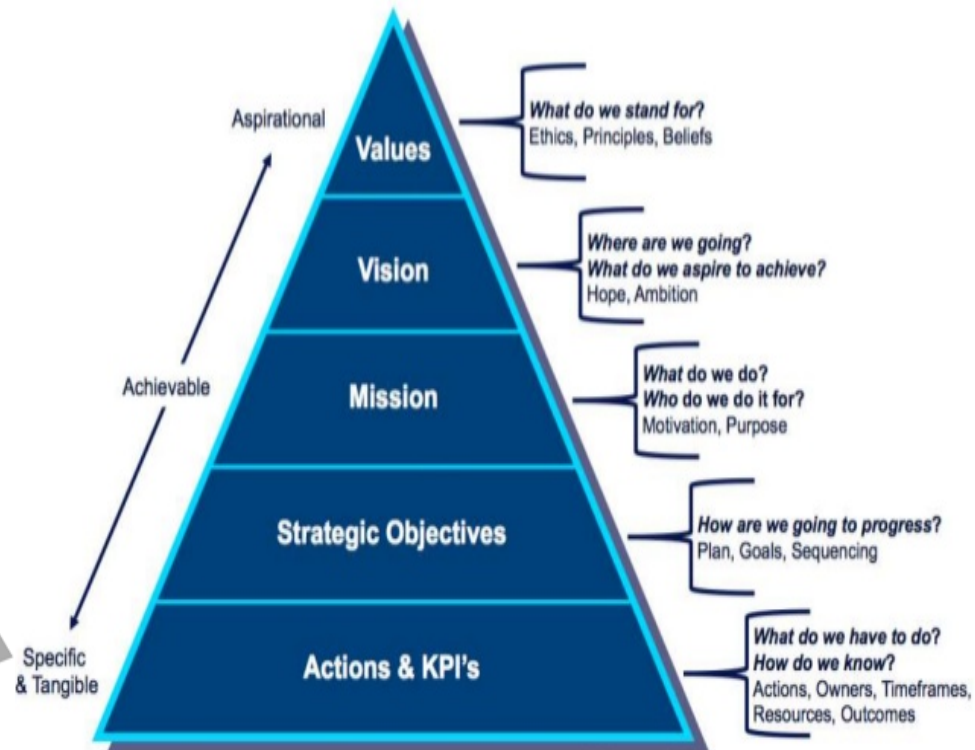 Aspirational
Values
What do we stand for?
Ethics, Principles, Beliefs
Vision
Where are we going?
What do we aspire to achieve?
Hope, Ambition
Achievable
Mission
What do we do?
Who do we do it for?
Motivation, Purpose
Strategic Objectives
How are we going to progress?
Plan, Goals, Sequencing
Specific
& Tangible
Actions & KPI's
What do we have to do?
How do we know?
Actions, Owners, Timeframes,
Resources, Outcomes